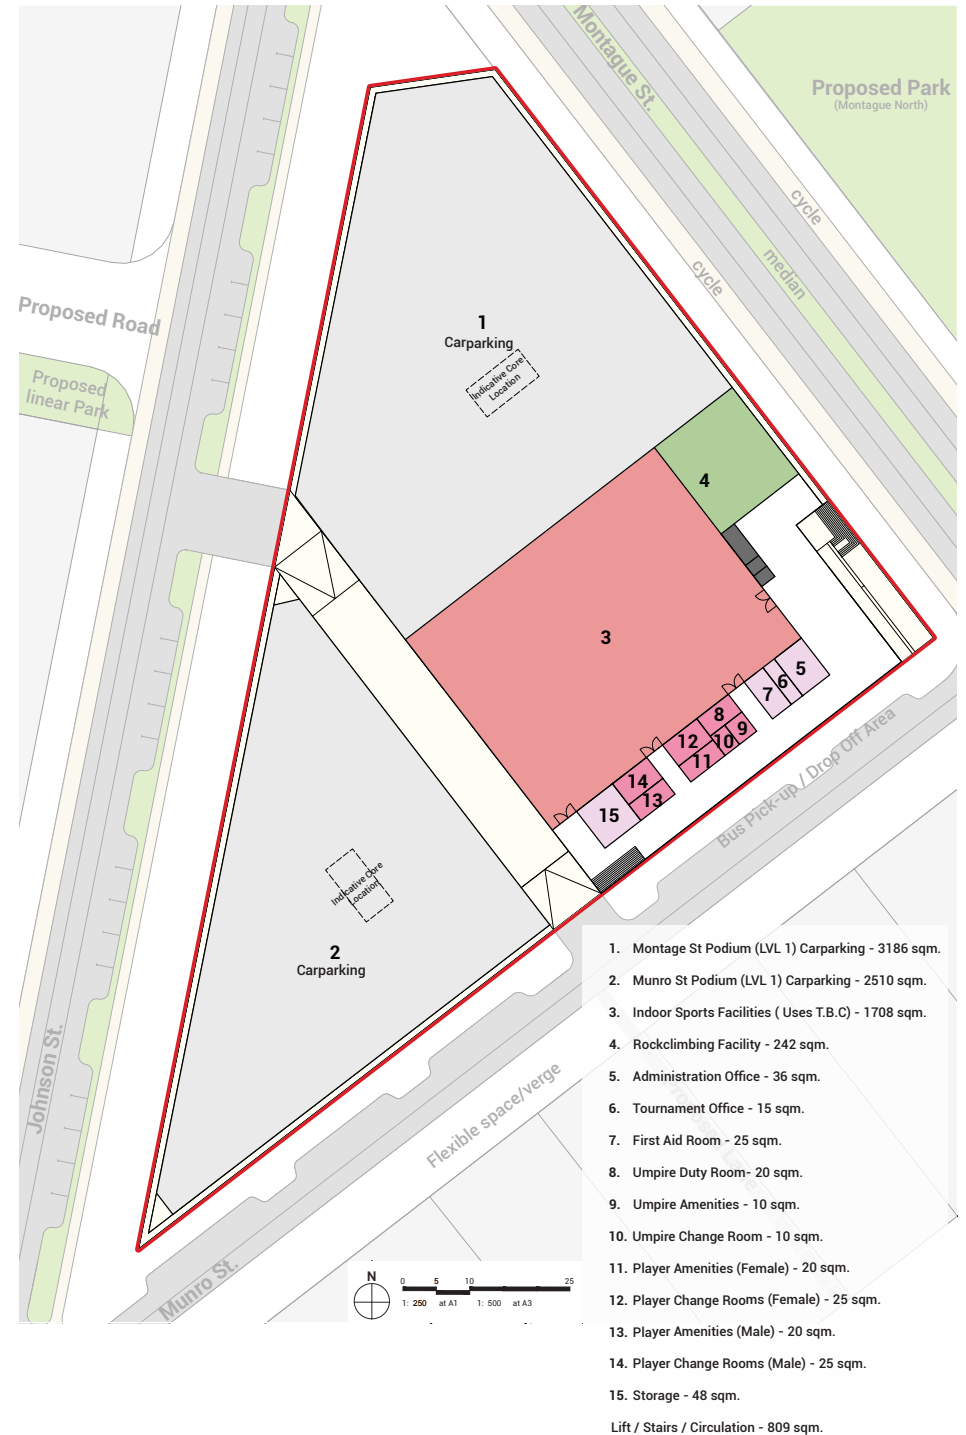 Montague St.
Proposed Park
(Montague North)
cycle
cycle
median
Proposed Road
Proposed
linear Park
1
Carparking
Indicative Core
Location
4
3
5
6
7
8
9
10
12
11
14
13
15
Bus Pick-up / Drop Off Area
Indicative Core
Location
2
Carparking
Johnson St.
Flexible space/verge
Munro St.
N
0 5 10 25
1: 250 at A1 1: 500 at A3
1. Montage St Podium (LVL 1) Carparking - 3186 sqm.
2. Munro St Podium (LVL 1) Carparking - 2510 sqm.
3. Indoor Sports Facilities ( Uses T.B.C) - 1708 sqm.
4. Rockclimbing Facility - 242 sqm.
5. Administration Office - 36 sqm.
6. Tournament Office - 15 sqm.
7. First Aid Room - 25 sqm.
8. Umpire Duty Room- 20 sqm.
9. Umpire Amenities - 10 sqm.
10. Umpire Change Room - 10 sqm.
11. Player Amenities (Female) - 20 sqm.
12. Player Change Rooms (Female) - 25 sqm.
13. Player Amenities (Male) - 20 sqm.
14. Player Change Rooms (Male) - 25 sqm.
15. Storage - 48 sqm.
Lift / Stairs / Circulation - 809 sqm.